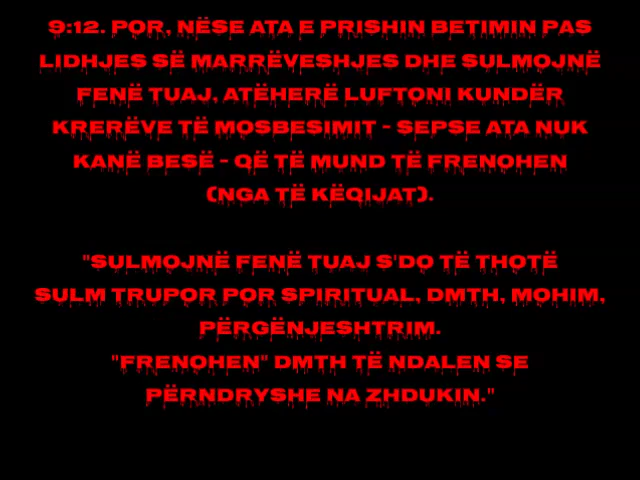 9:12. POR, NËSE ATA E PRISHIN BETIMIN PAS
LIDHJES SË MARRËVESHJES DHE SULMOJNË
FENË TUAJ, ATËHERË LUFTONI KUNDËR
KRERËVE TË MOSBESIMIT - SEPSE ATA NUK
KANË BESË - QË TË MUND TË FRENOHEN
(NGA TË KËQIJAT).
"SULMOJNË FENË TUAJ S'DO TË THOTË
SULM TRUPOR POR SPIRITUAL, DMTH, MOHIM,
PËRGËNJESHTRIM.
"FRENOHEN" DMTH TË NDALEN SE
PËRNDRYSHE NA ZHDUKIN."